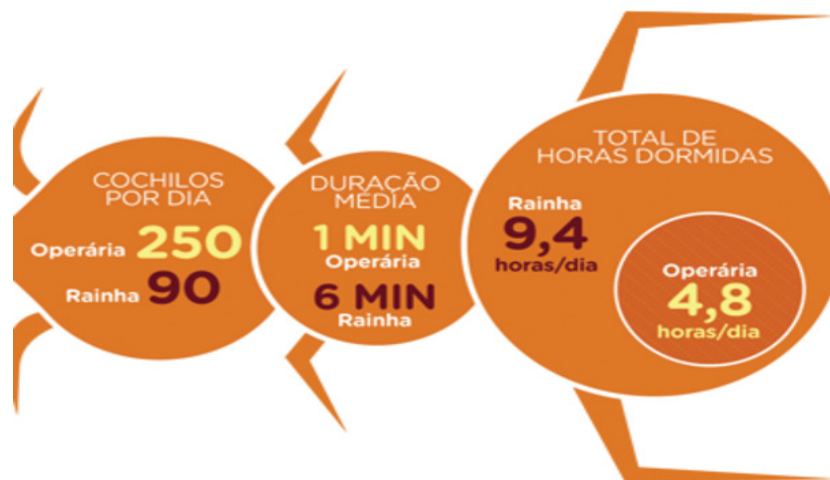 COCHILOS
POR DIA
Operária 250
Rainha 90
DURAÇÃO
MÉDIA
1 MIN
Operária
6 MIN
Rainha
TOTAL DE
HORAS DORMIDAS
Rainha
9,4
horas/dia
Operária
4,8
horas/dia